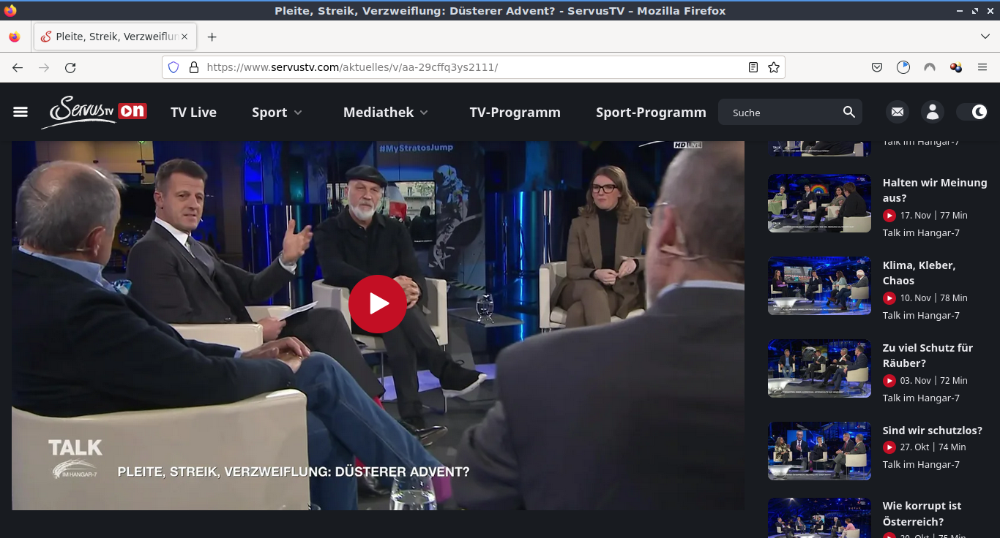 Pleite, Streik, Verzweiflung: Düsterer Advent? - ServusTV – Mozilla Firefox
Pleite, Streik, Verzweiflun
https://www.servustv.com/aktuelles/v/aa-29cffq3ys2111/
ServusTV On
TV Live
Sport
Mediathek
TV-Programm
Sport-Programm
Suche
#MyStratosJump
HD LIVE
TALK
IM HANGAR-7
PLEITE, STREIK, VERZWEIFLUNG: DÜSTERER ADVENT?
Talk im Hangar-7
Halten wir Meinung
aus?
17. Nov | 77 Min
Talk im Hangar-7
Klima, Kleber,
Chaos
10. Nov | 78 Min
Talk im Hangar-7
Zu viel Schutz für
Räuber?
03. Nov | 72 Min
Talk im Hangar-7
Sind wir schutzlos?
27. Okt | 74 Min
Talk im Hangar-7
Wie korrupt ist
Österreich?
20. Okt | 75 Min